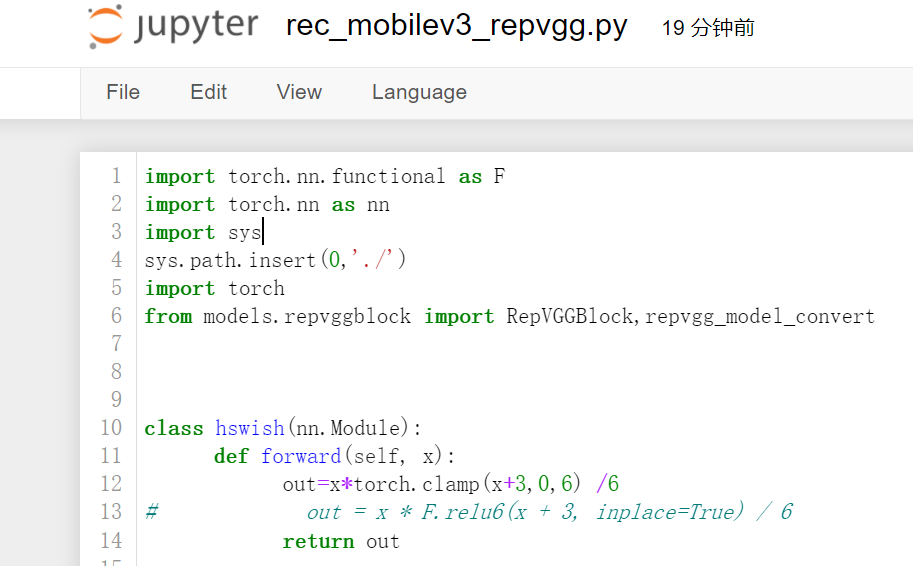 jupyter rec_mobilev3_repvgg.py 19 分钟前
File Edit View Language
1 import torch.nn.functional as F
2 import torch.nn as nn
3 import sys
4 sys.path.insert(0,'./')
5 import torch
6 from models.repvggblock import RepVGGBlock,repvgg_model_convert
7
8
9
10 class hswish(nn.Module):
11 def forward(self, x):
12 out=x*torch.clamp(x+3,0,6) /6
13 # out = x * F.relu6(x + 3, inplace=True) / 6
14 return out